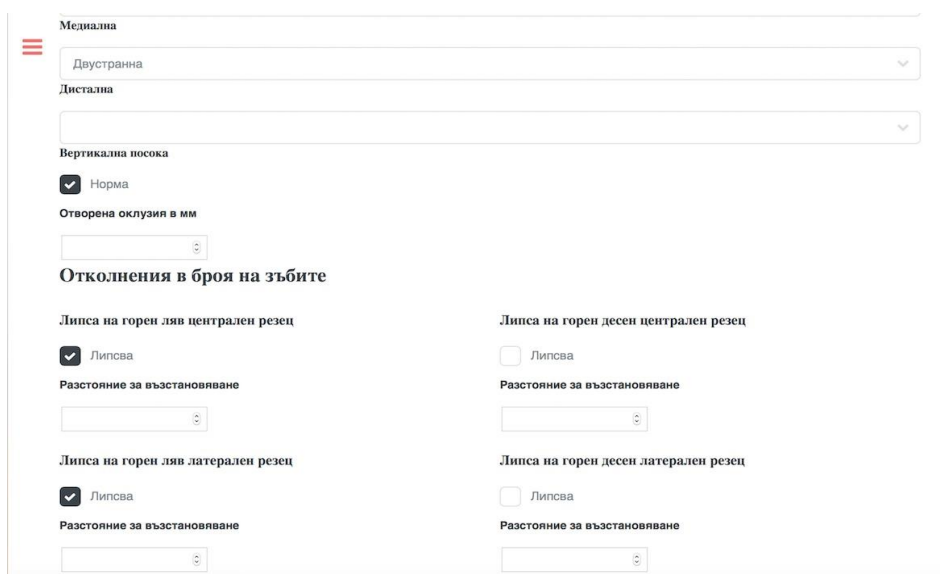 Медиална
Двустранна
Дистална
Вертикална посока
Норма
Отворена оклузия в мм
Отколнения в броя на зъбите
Липса на горен ляв централен резец
Липса на горен десен централен резец
Липсва
Липсва
Разстояние за възстановяване
Разстояние за възстановяване
Липса на горен ляв латерален резец
Липса на горен десен латерален резец
Липсва
Липсва
Разстояние за възстановяване
Разстояние за възстановяване